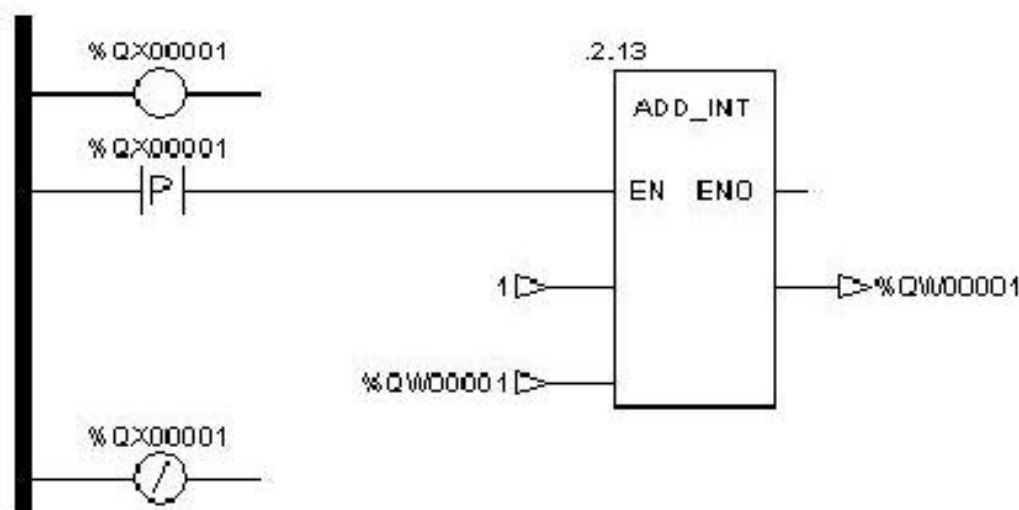 %QX00001
.2.13
ADD_INT
%QX00001
P
EN ENO
1
%QW00001
%QW00001
%QX00001